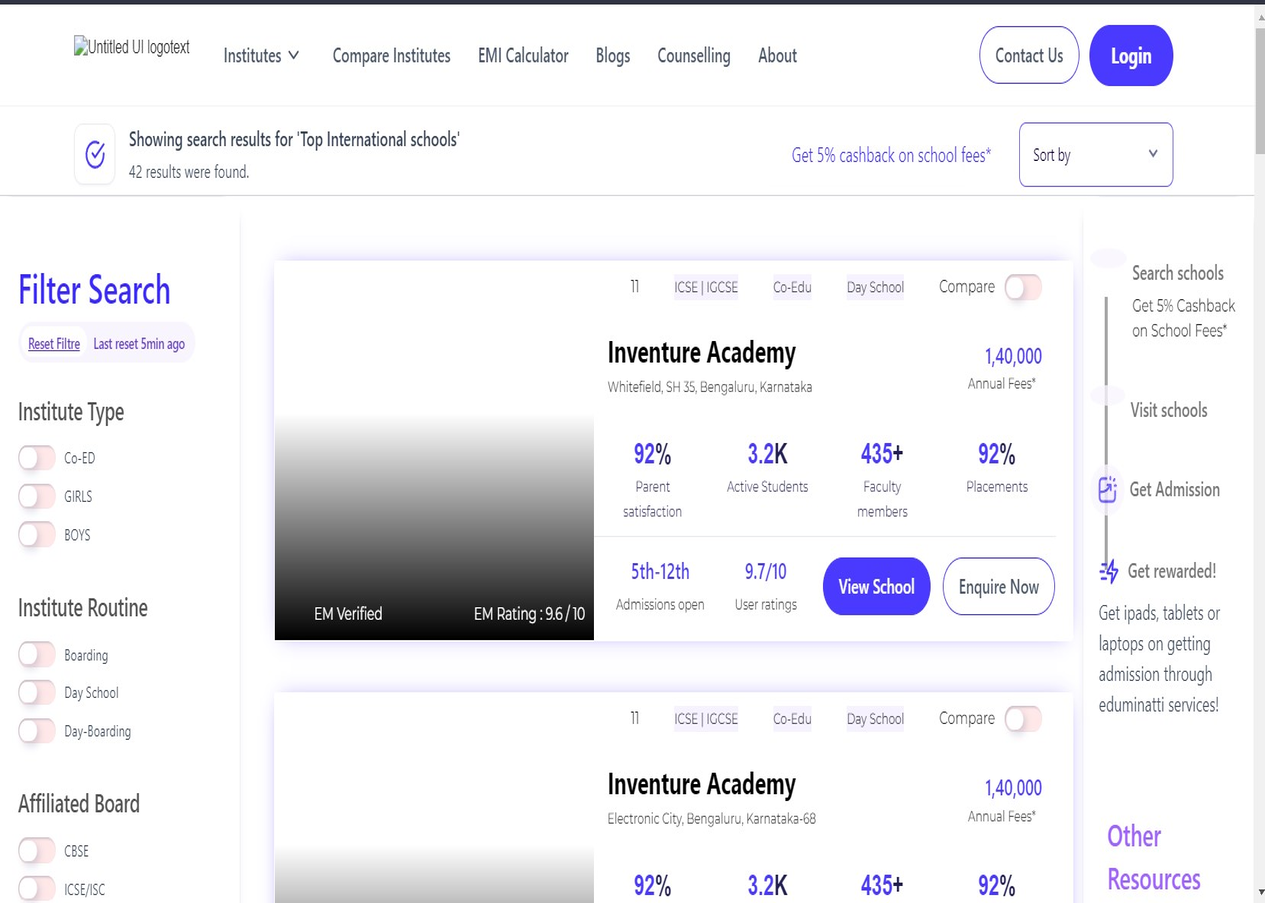 Untitled UI logotext
Institutes
Compare Institutes
EMI Calculator
Blogs
Counselling
About
Contact Us
Login
Showing search results for 'Top International schools'
42 results were found.
Get 5% cashback on school fees*
Sort by
Filter Search
Reset Filtre
Last reset 5min ago
Institute Type
Co-ED
GIRLS
BOYS
Institute Routine
Boarding
Day School
Day-Boarding
Affiliated Board
CBSE
ICSE/ISC
11
ICSE | IGCSE
Co-Edu
Day School
Compare
Inventure Academy
1,40,000
Whitefield, SH 35, Bengaluru, Karnataka
Annual Fees*
92%
3.2K
435+
92%
Parent
satisfaction
Active Students
Faculty
members
Placements
5th-12th
Admissions open
9.7/10
User ratings
View School
Enquire Now
EM Verified
EM Rating : 9.6 / 10
11
ICSE | IGCSE
Co-Edu
Day School
Compare
Inventure Academy
1,40,000
Electronic City, Bengaluru, Karnataka-68
Annual Fees*
92%
3.2K
435+
92%
Search schools
Get 5% Cashback
on School Fees*
Visit schools
Get Admission
Get rewarded!
Get ipads, tablets or
laptops on getting
admission through
eduminatti services!
Other
Resources